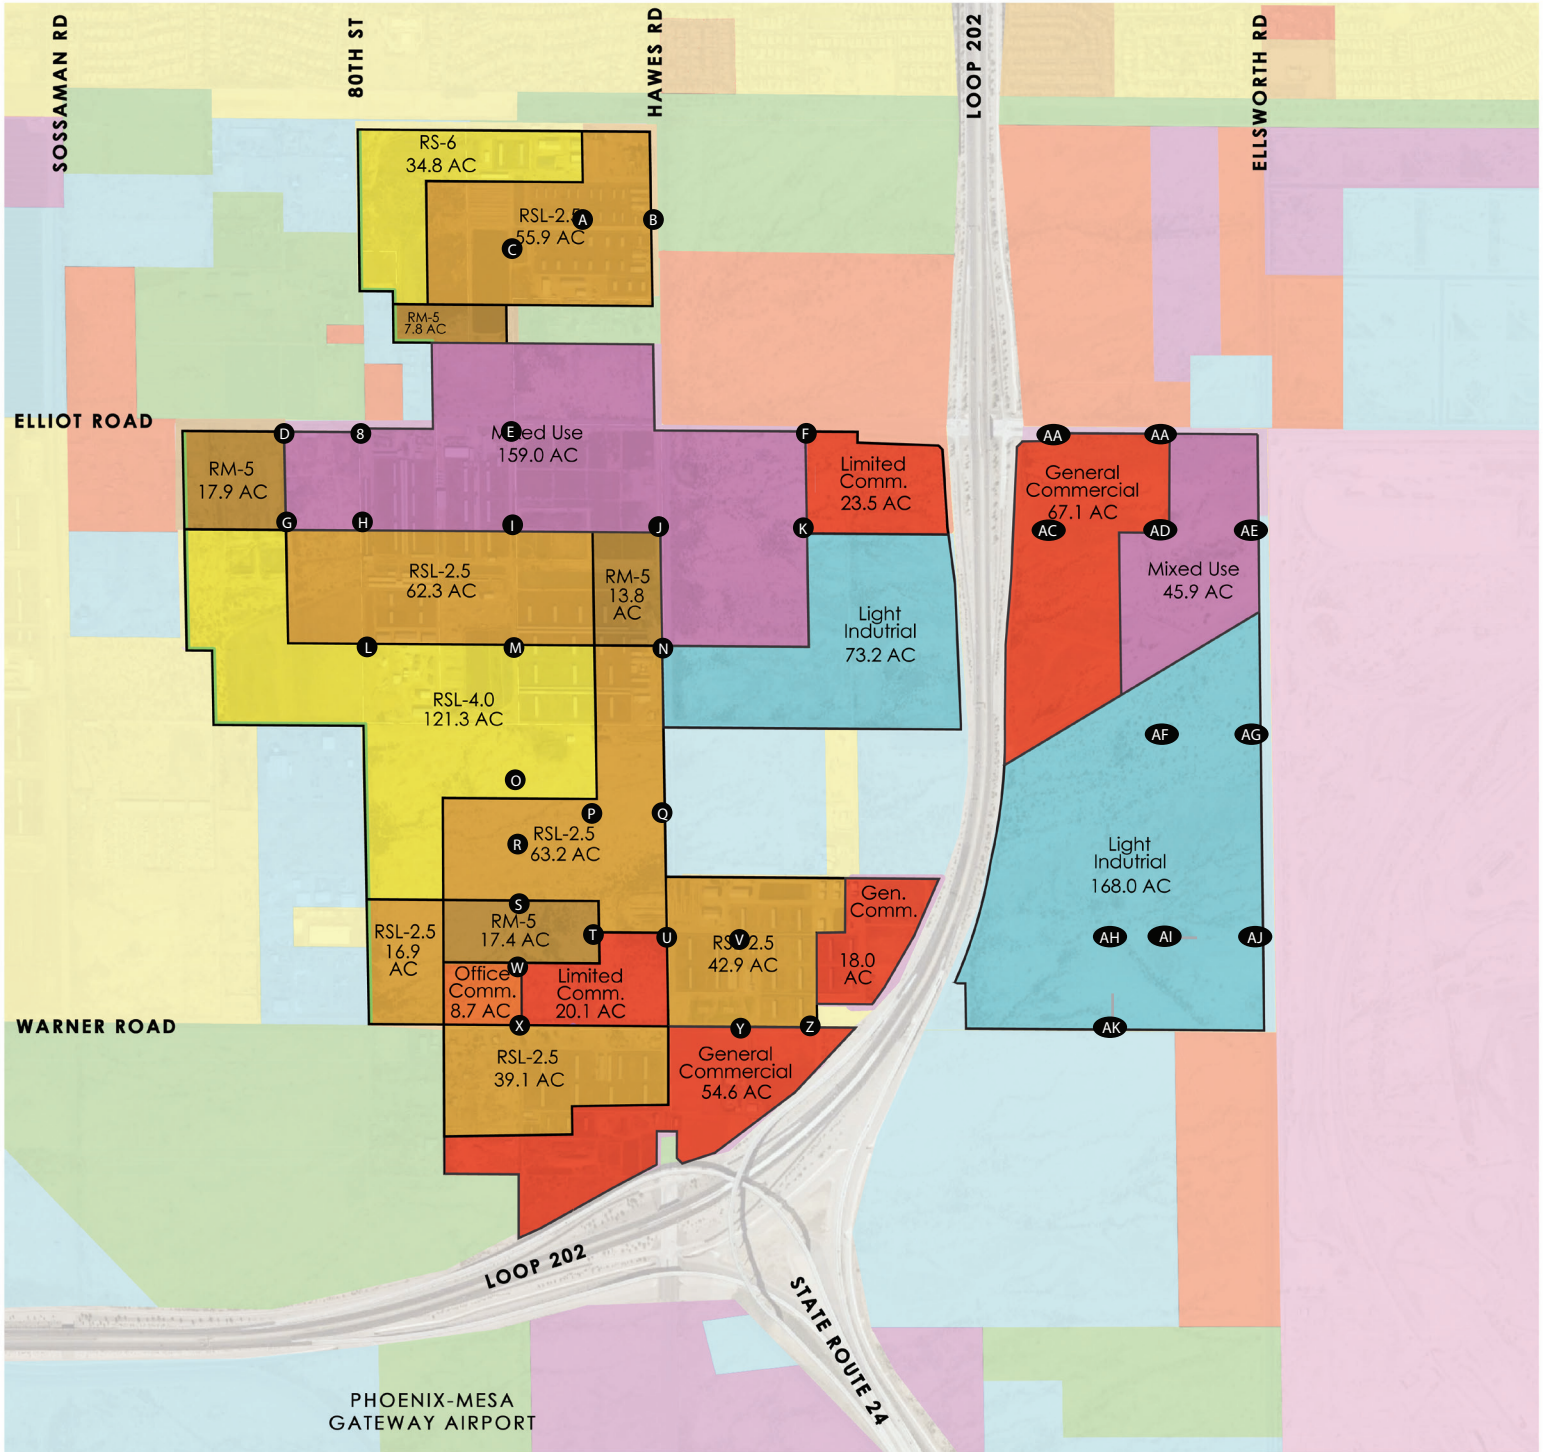 SOSSAMAN RD
80TH ST
HAWES RD
LOOP 202
ELLSWORTH RD
RS-6
34.8 AC
RSL-2.5
55.9 AC
A
B
C
RM-5
7.8 AC
ELLIOT ROAD
D
8
E
F
AA
AA
Mixed Use
159.0 AC
RM-5
17.9 AC
Limited
Comm.
23.5 AC
General
Commercial
67.1 AC
G
H
I
J
K
AC
AD
AE
RSL-2.5
62.3 AC
RM-5
13.8
AC
Mixed Use
45.9 AC
Light
Indutrial
73.2 AC
L
M
N
RSL-4.0
121.3 AC
AF
AG
O
P
Q
R
RSL-2.5
63.2 AC
Light
Indutrial
168.0 AC
Gen.
Comm.
18.0
AC
S
RM-5
17.4 AC
T
U
V
RSL-2.5
42.9 AC
RSL-2.5
16.9
AC
AH
AI
AJ
W
Office
Comm.
8.7 AC
Limited
Comm.
20.1 AC
WARNER ROAD
X
Y
Z
AK
RSL-2.5
39.1 AC
General
Commercial
54.6 AC
LOOP 202
STATE ROUTE 24
PHOENIX-MESA
GATEWAY AIRPORT